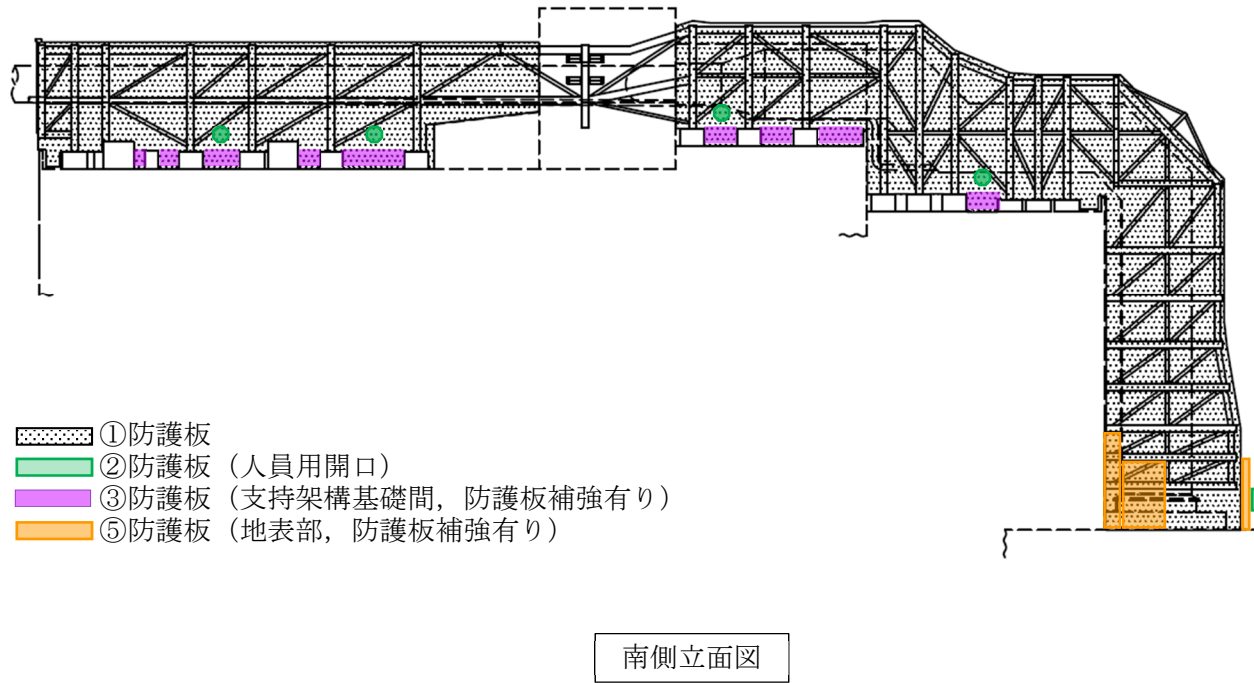 ①防護板
②防護板（人員用開口）
③防護板（支持架構基礎間，防護板補強有り）
⑤防護板（地表部，防護板補強有り）
南側立面図